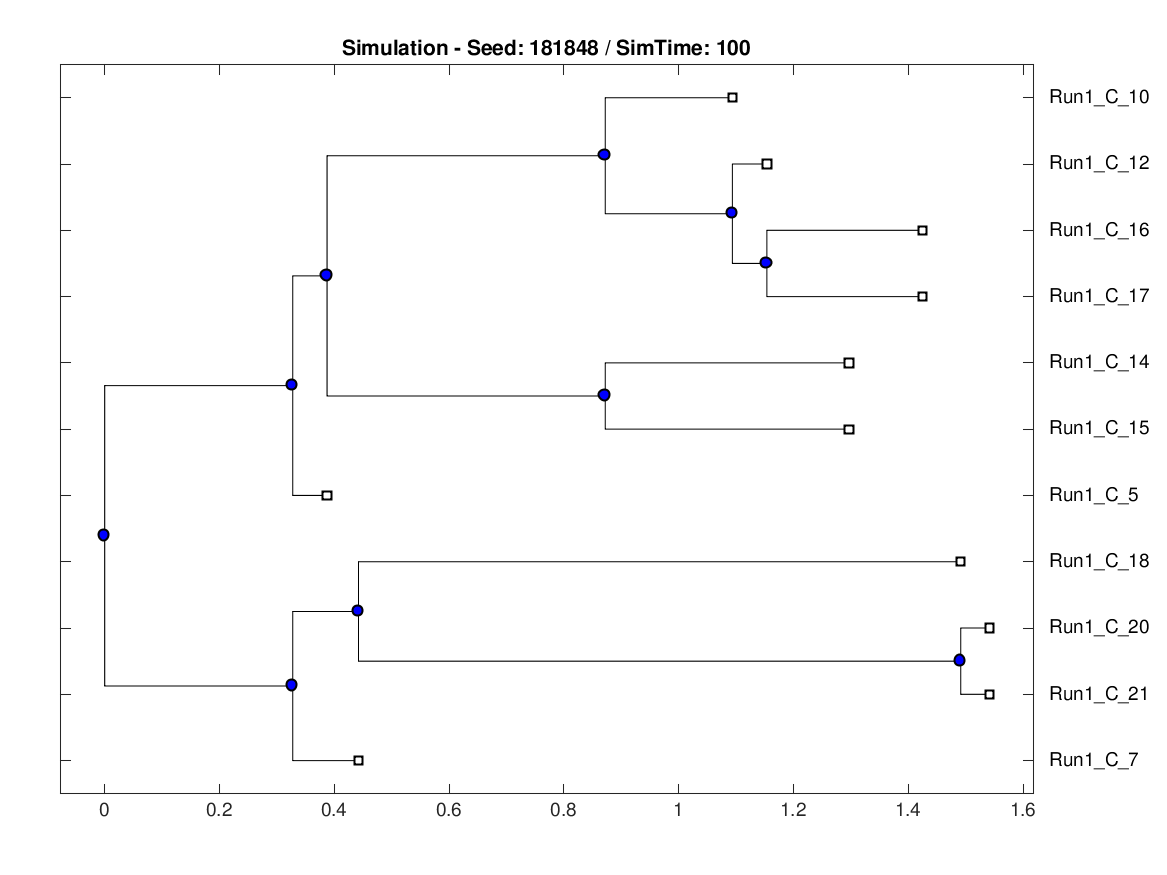 Simulation - Seed: 181848 / SimTime: 100
Run1_C_10
Run1_C_12
Run1_C_16
Run1_C_17
Run1_C_14
Run1_C_15
Run1_C_5
Run1_C_18
Run1_C_20
Run1_C_21
Run1_C_7
0 0.2 0.4 0.6 0.8 1 1.2 1.4 1.6